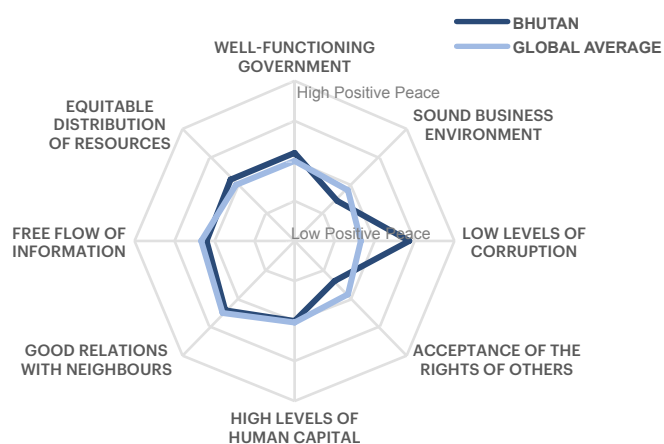 BHUTAN
GLOBAL AVERAGE
WELL-FUNCTIONING
GOVERNMENT
High Positive Peace
EQUITABLE
DISTRIBUTION
OF RESOURCES
SOUND BUSINESS
ENVIRONMENT
FREE FLOW OF
INFORMATION
Low Positive Peace
LOW LEVELS OF
CORRUPTION
GOOD RELATIONS
WITH NEIGHBOURS
ACCEPTANCE OF THE
RIGHTS OF OTHERS
HIGH LEVELS OF
HUMAN CAPITAL